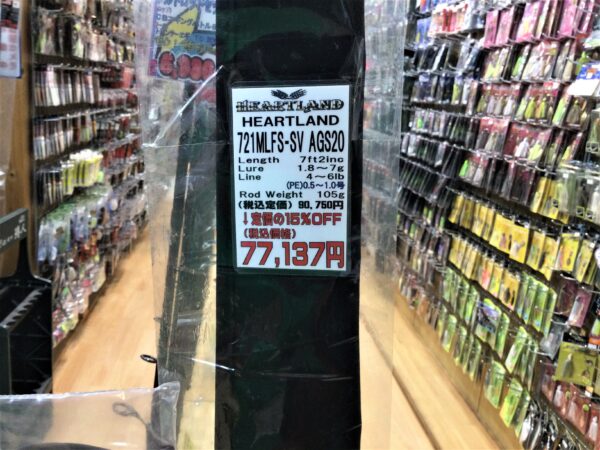 HEARTLAND
HEARTLAND
721MLFS-SV AGS20
Length 7ft2inc
Lure 1.8～7g
Line 4～6lb
(PE)0.5～1.0号
Rod Weight 105g
(税込定価) 90,750円
↓定価の15%OFF
(税込価格)
77,137円